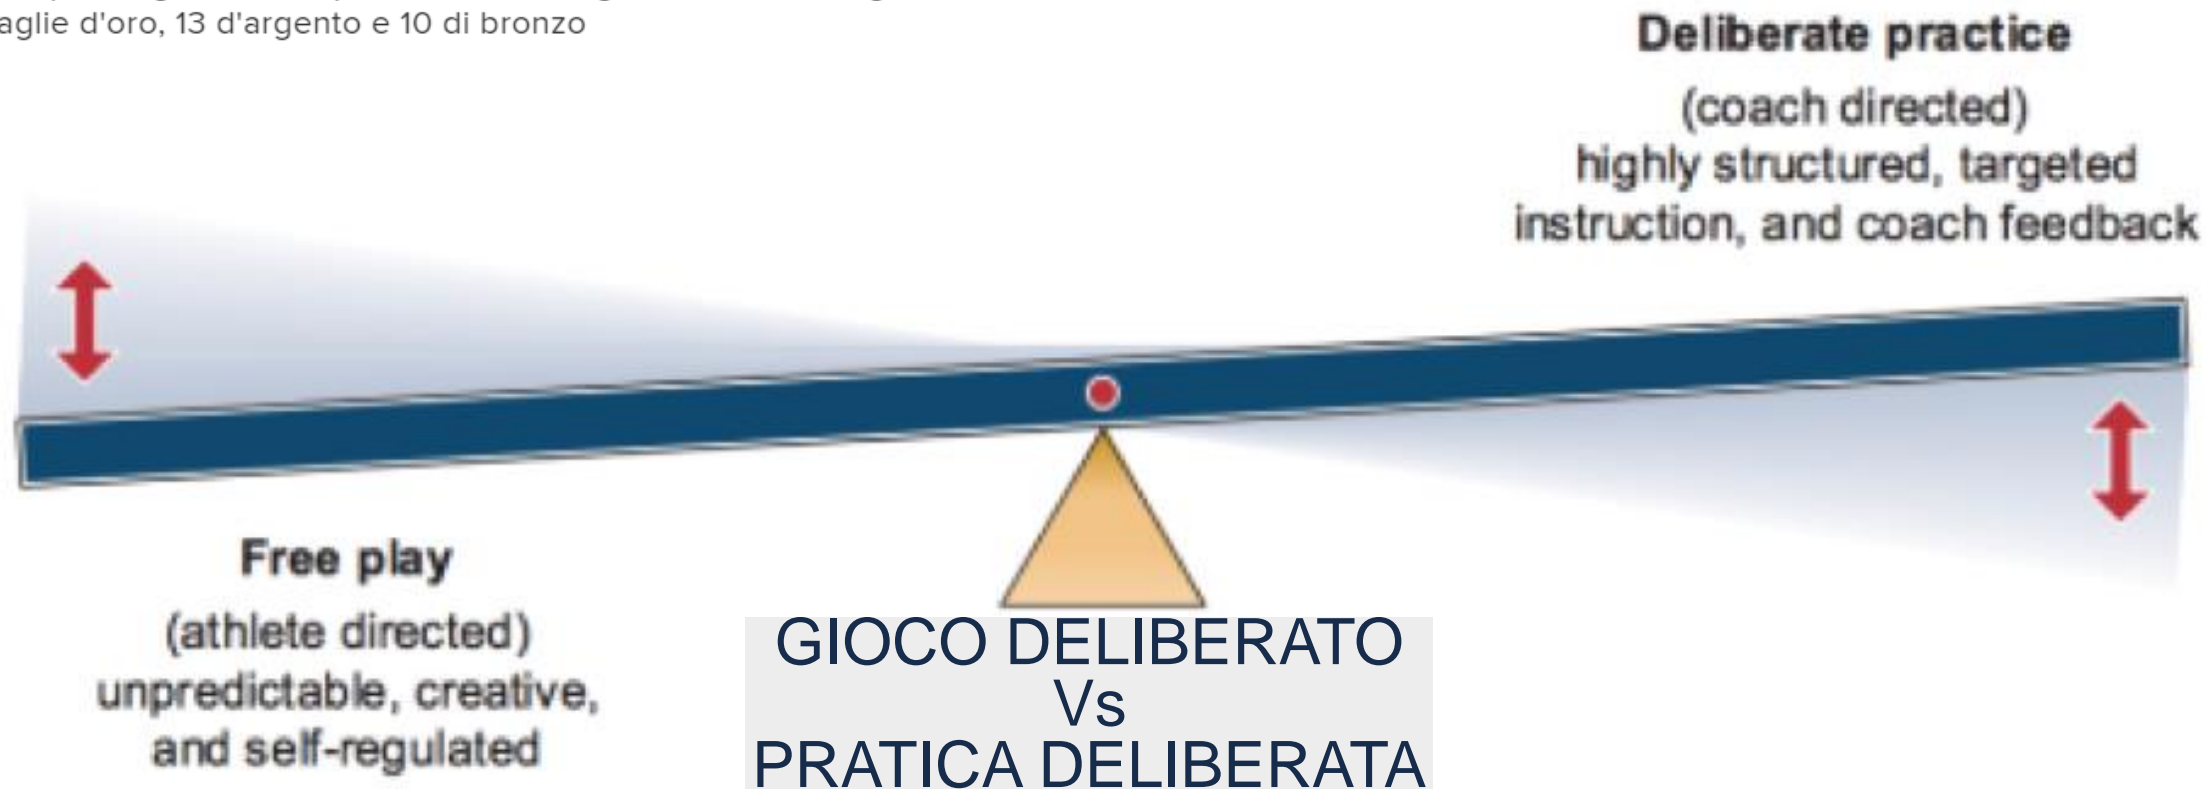 aglie d'oro, 13 d'argento e 10 di bronzo
Deliberate practice
(coach directed)
highly structured, targeted
instruction, and coach feedback
Free play
(athlete directed)
unpredictable, creative,
and self-regulated
GIOCO DELIBERATO
Vs
PRATICA DELIBERATA